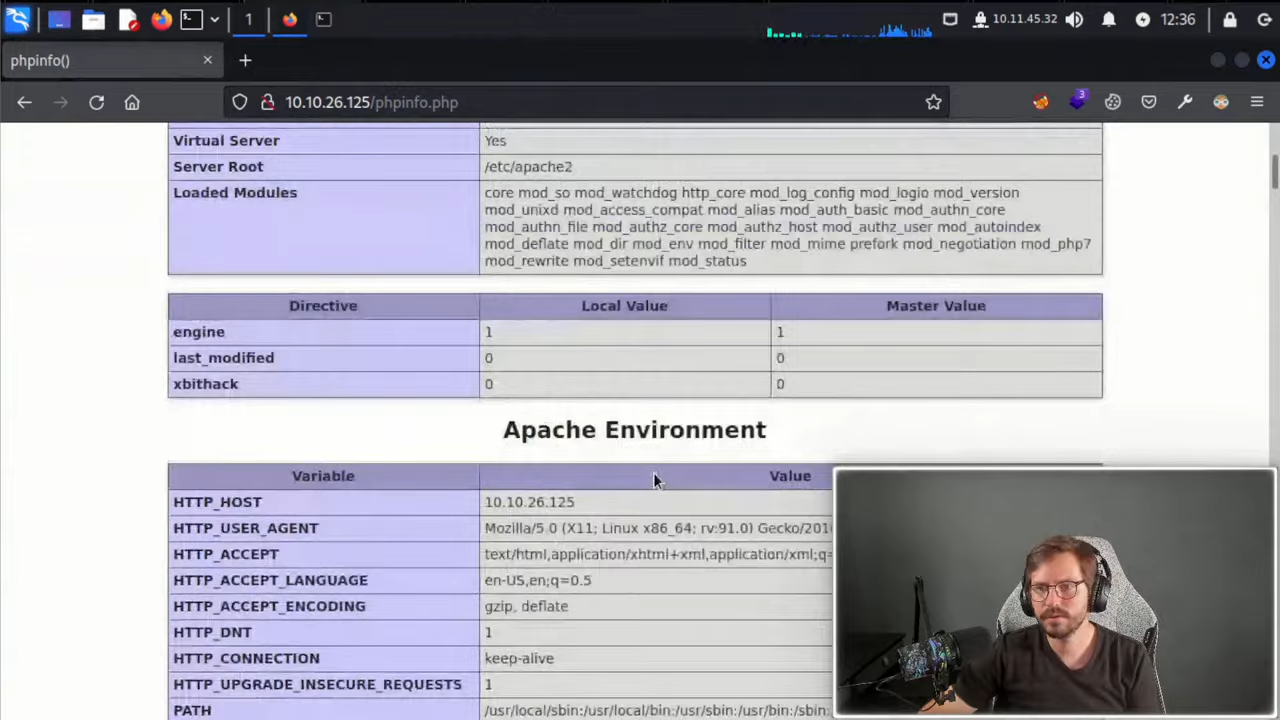 1
10.11.45.32
12:36
phpinfo()
10.10.26.125/phpinfo.php
3
Virtual Server Yes
Server Root /etc/apache2
Loaded Modules core mod_so mod_watchdog http_core mod_log_config mod_logio mod_version
mod_unixd mod_access_compat mod_alias mod_auth_basic mod_authn_core
mod_authn_file mod_authz_core mod_authz_host mod_authz_user mod_autoindex
mod_deflate mod_dir mod_env mod_filter mod_mime prefork mod_negotiation mod_php7
mod_rewrite mod_setenvif mod_status
Directive Local Value Master Value
engine 1 1
last_modified 0 0
xbithack 0 0
Apache Environment
Variable Value
HTTP_HOST 10.10.26.125
HTTP_USER_AGENT Mozilla/5.0 (X11; Linux x86_64; rv:91.0) Gecko/201
HTTP_ACCEPT text/html,application/xhtml+xml,application/xml;q=
HTTP_ACCEPT_LANGUAGE en-US,en;q=0.5
HTTP_ACCEPT_ENCODING gzip, deflate
HTTP_DNT 1
HTTP_CONNECTION keep-alive
HTTP_UPGRADE_INSECURE_REQUESTS 1
PATH /usr/local/sbin:/usr/local/bin:/usr/sbin:/usr/bin:/sbin: